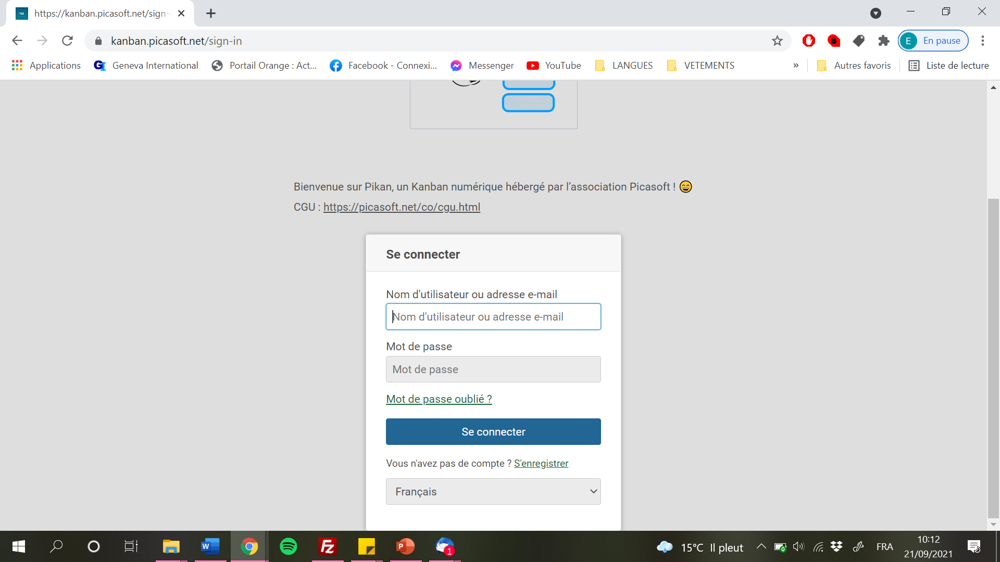 https://kanban.picasoft.net/sign-i
kanban.picasoft.net/sign-in
E En pause
Applications
Geneva International
Portail Orange : Act...
Facebook - Connexi...
Messenger
YouTube
LANGUES
VETEMENTS
»
Autres favoris
Liste de lecture
Bienvenue sur Pikan, un Kanban numérique hébergé par l’association Picasoft ! 😄
CGU : https://picasoft.net/co/cgu.html
Se connecter
Nom d'utilisateur ou adresse e-mail
Nom d'utilisateur ou adresse e-mail
Mot de passe
Mot de passe
Mot de passe oublié ?
Se connecter
Vous n'avez pas de compte ? S'enregistrer
Français
15°C Il pleut
FRA
10:12
21/09/2021
1